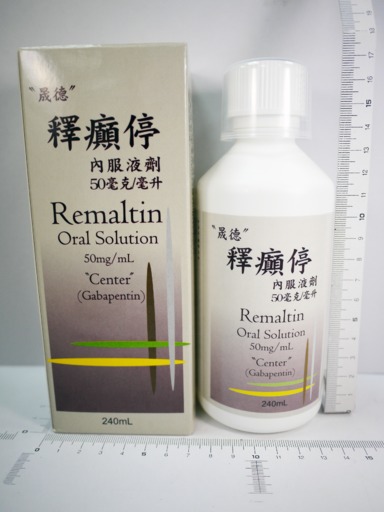 "晟德"
釋癲停
內服液劑
50毫克/毫升
Remaltin
Oral Solution
50mg/mL
"Center"
(Gabapentin)
240mL
"晟德"
釋癲停
內服液劑
50毫克/毫升
Remaltin
Oral Solution
50mg/mL
"Center"
(Gabapentin)
240mL